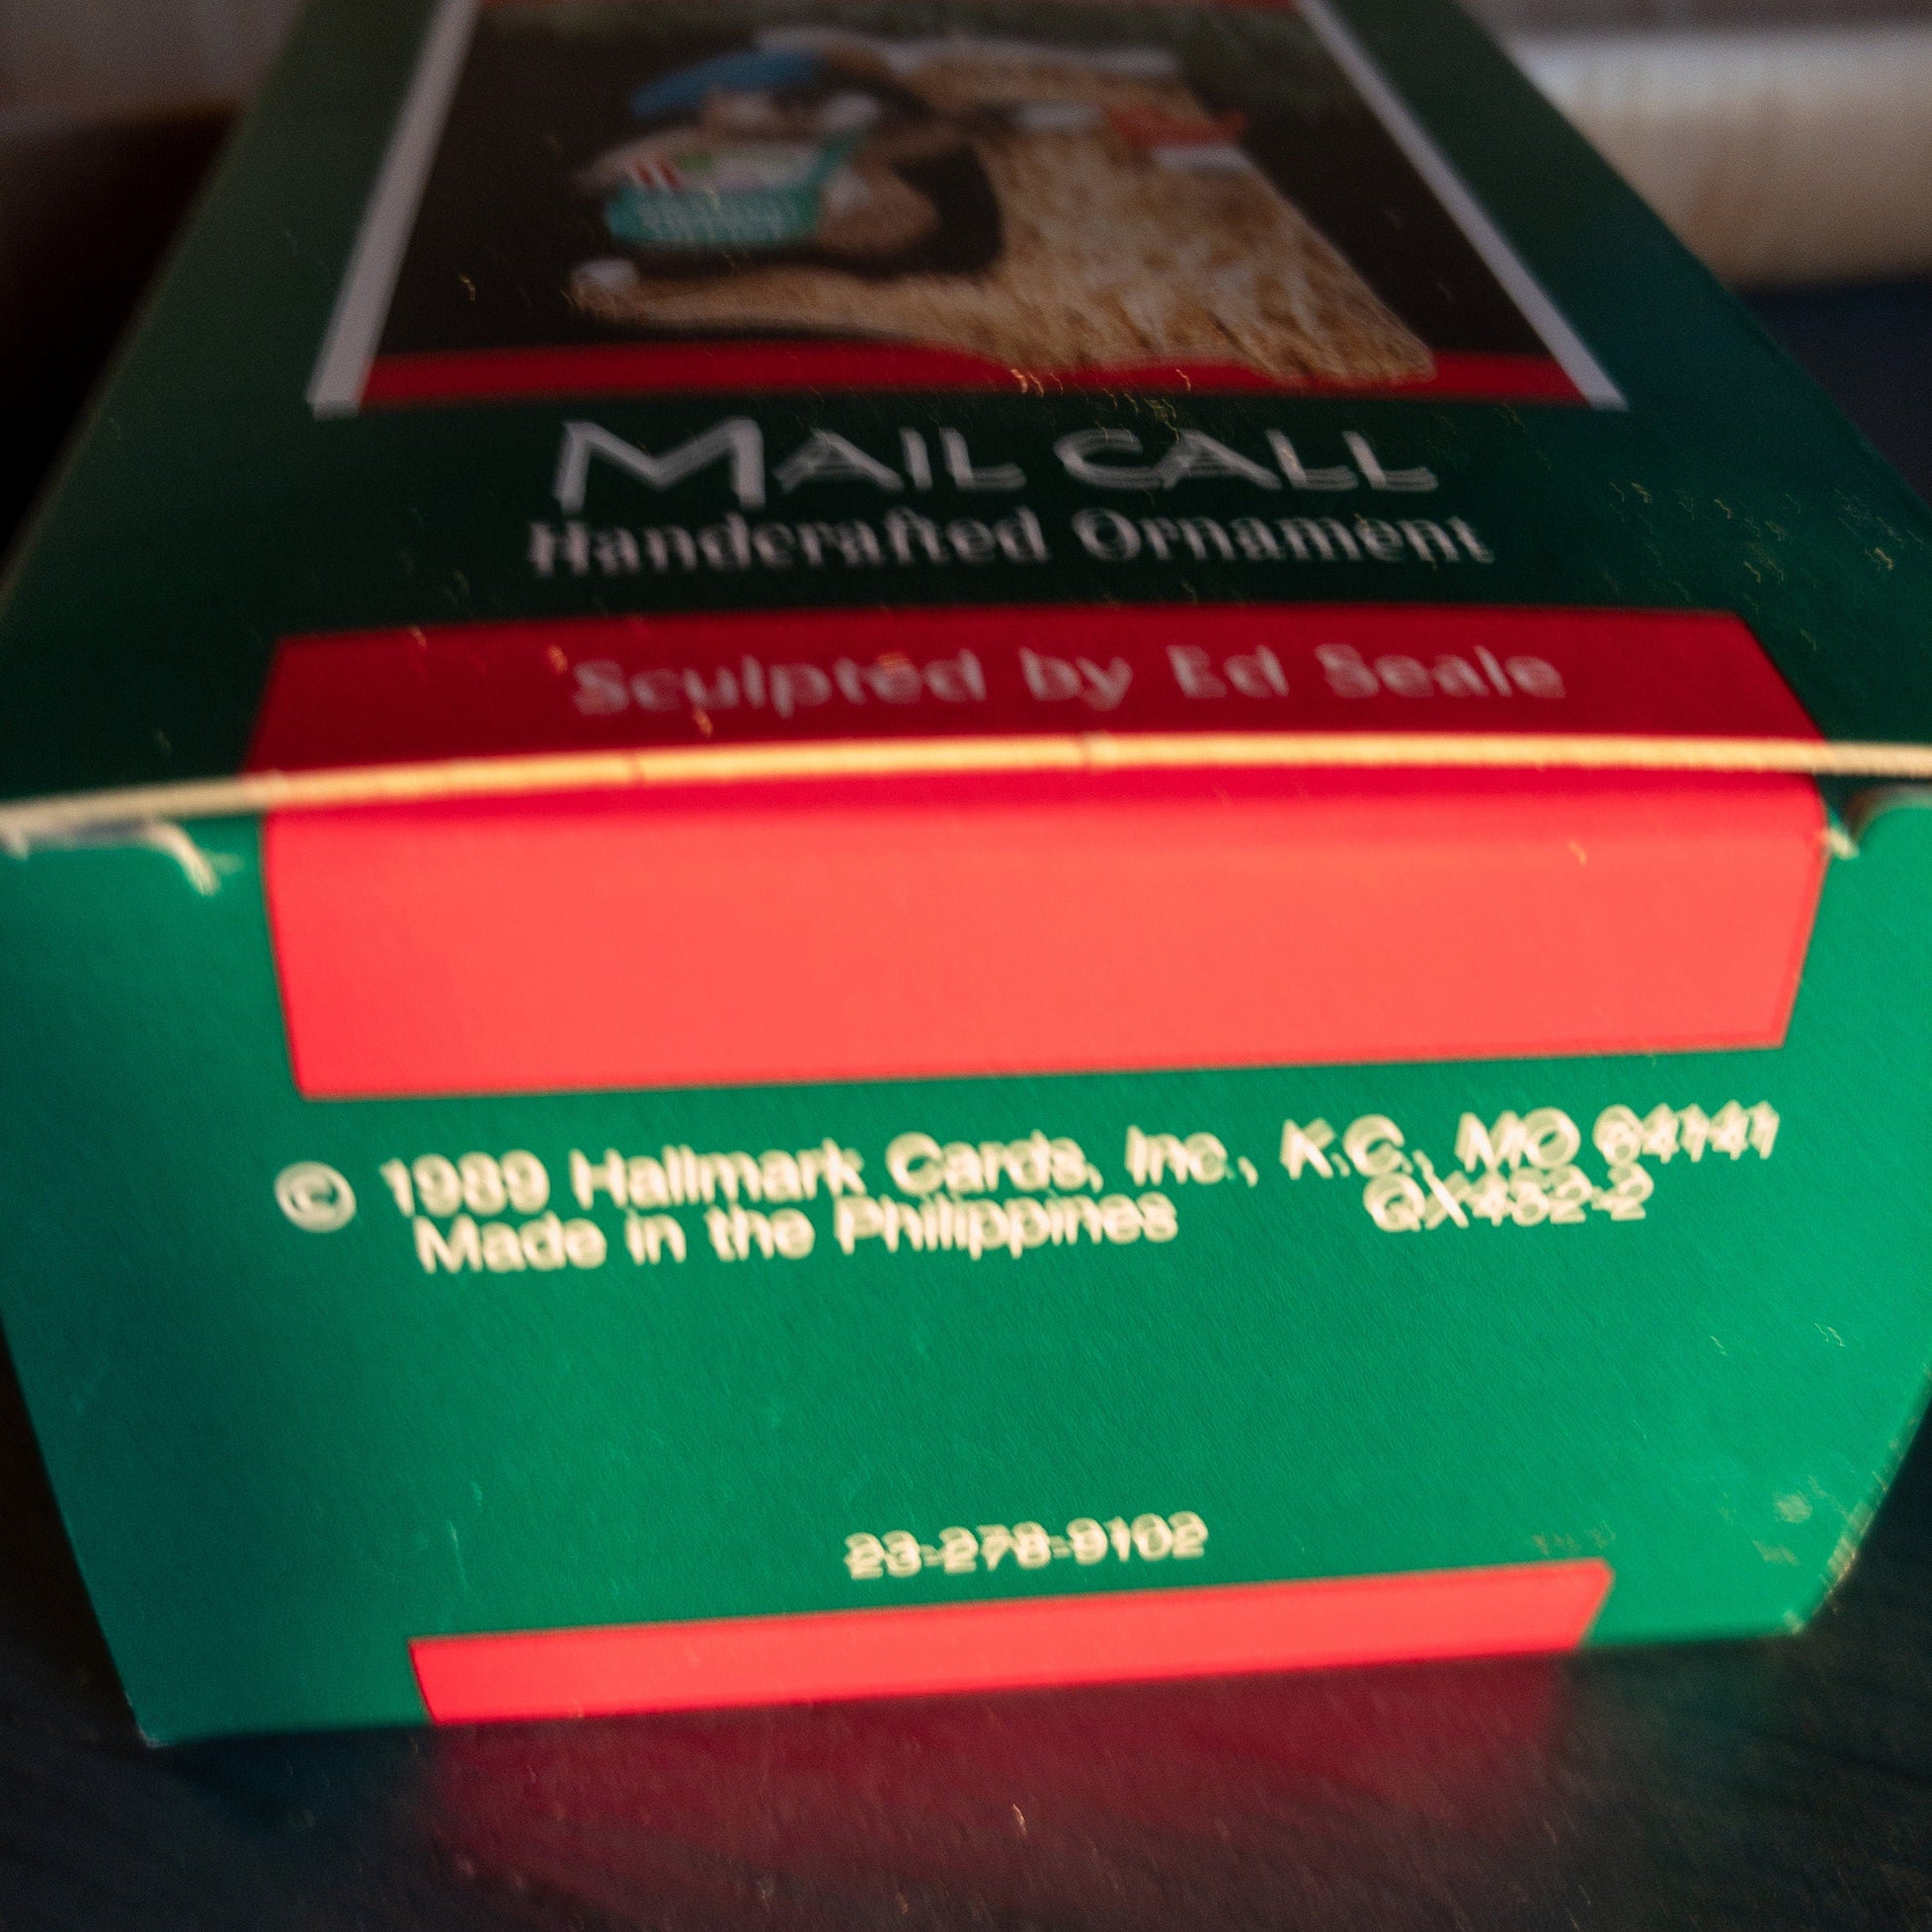 MAIL CALL
Handcrafted Ornament
Sculpted by Ed Seale
© 1989 Hallmark Cards, Inc., K.C., MO 64141
Made in the Philippines QX452-2
23-278-9102